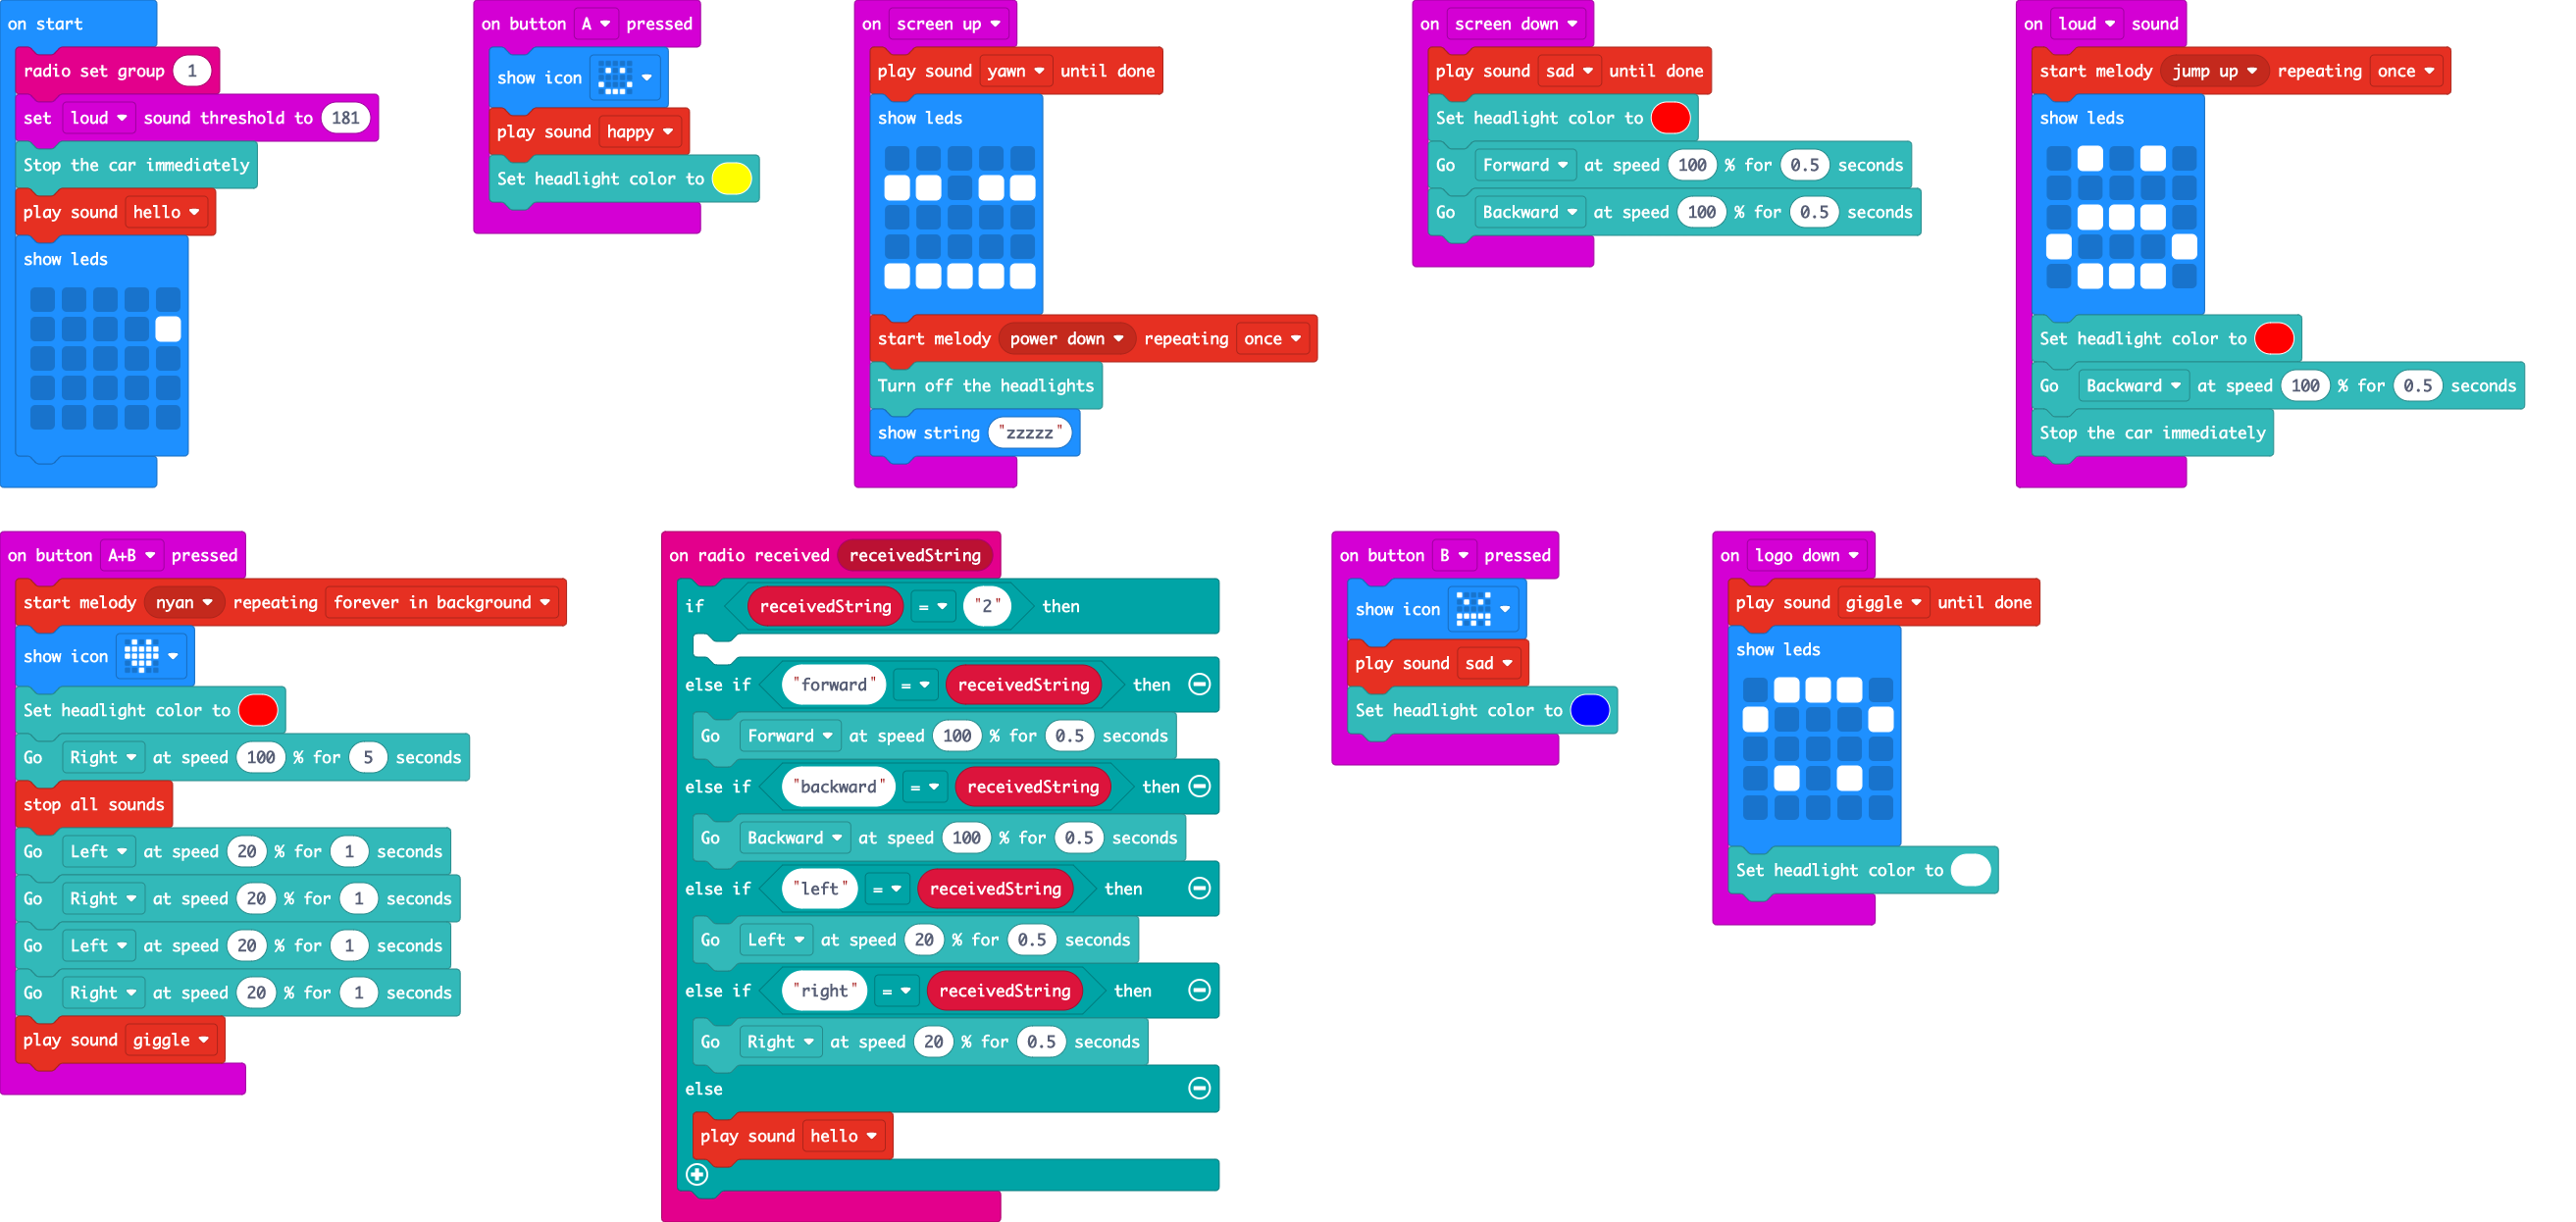 on start
radio set group 1
set loud sound threshold to 181
Stop the car immediately
play sound hello
show leds
on button A pressed
show icon
play sound happy
Set headlight color to
on screen up
play sound yawn until done
show leds
start melody power down repeating once
Turn off the headlights
show string "zzzzz"
on screen down
play sound sad until done
Set headlight color to
Go Forward at speed 100 % for 0.5 seconds
Go Backward at speed 100 % for 0.5 seconds
on loud sound
start melody jump up repeating once
show leds
Set headlight color to
Go Backward at speed 100 % for 0.5 seconds
Stop the car immediately
on button A+B pressed
start melody nyan repeating forever in background
show icon
Set headlight color to
Go Right at speed 100 % for 5 seconds
stop all sounds
Go Left at speed 20 % for 1 seconds
Go Right at speed 20 % for 1 seconds
Go Left at speed 20 % for 1 seconds
Go Right at speed 20 % for 1 seconds
play sound giggle
on radio received receivedString
if receivedString = "2" then
else if "forward" = receivedString then
Go Forward at speed 100 % for 0.5 seconds
else if "backward" = receivedString then
Go Backward at speed 100 % for 0.5 seconds
else if "left" = receivedString then
Go Left at speed 20 % for 0.5 seconds
else if "right" = receivedString then
Go Right at speed 20 % for 0.5 seconds
else
play sound hello
on button B pressed
show icon
play sound sad
Set headlight color to
on logo down
play sound giggle until done
show leds
Set headlight color to